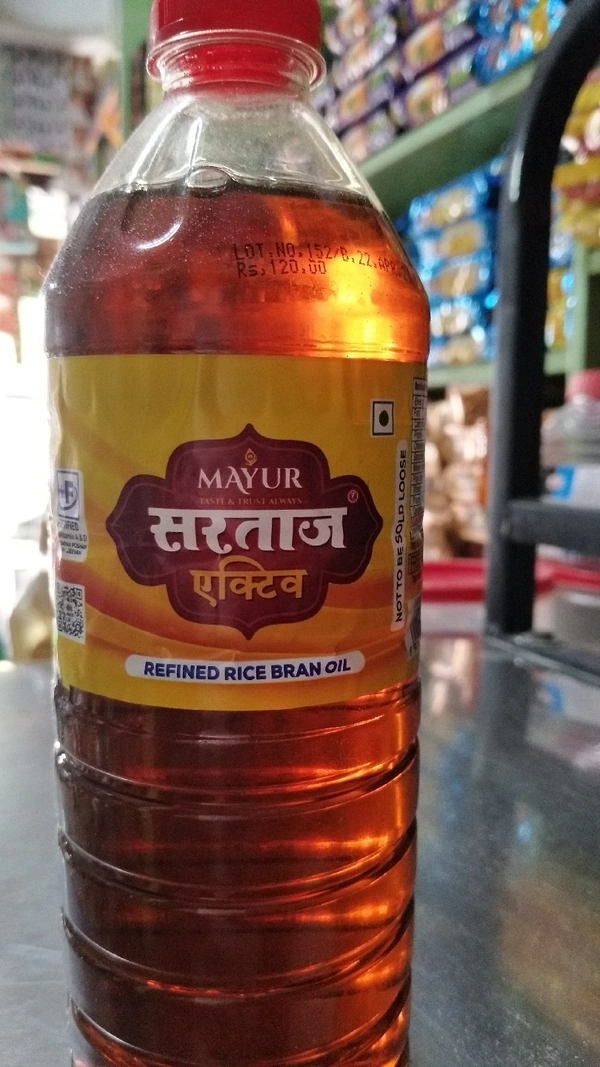 LOT.NO.152/B.22.APR
Rs.120.00
MAYUR
TASTE & TRUST ALWAYS
सरताज
एक्टिव
REFINED RICE BRAN OIL
NOT TO BE SOLD LOOSE
+F